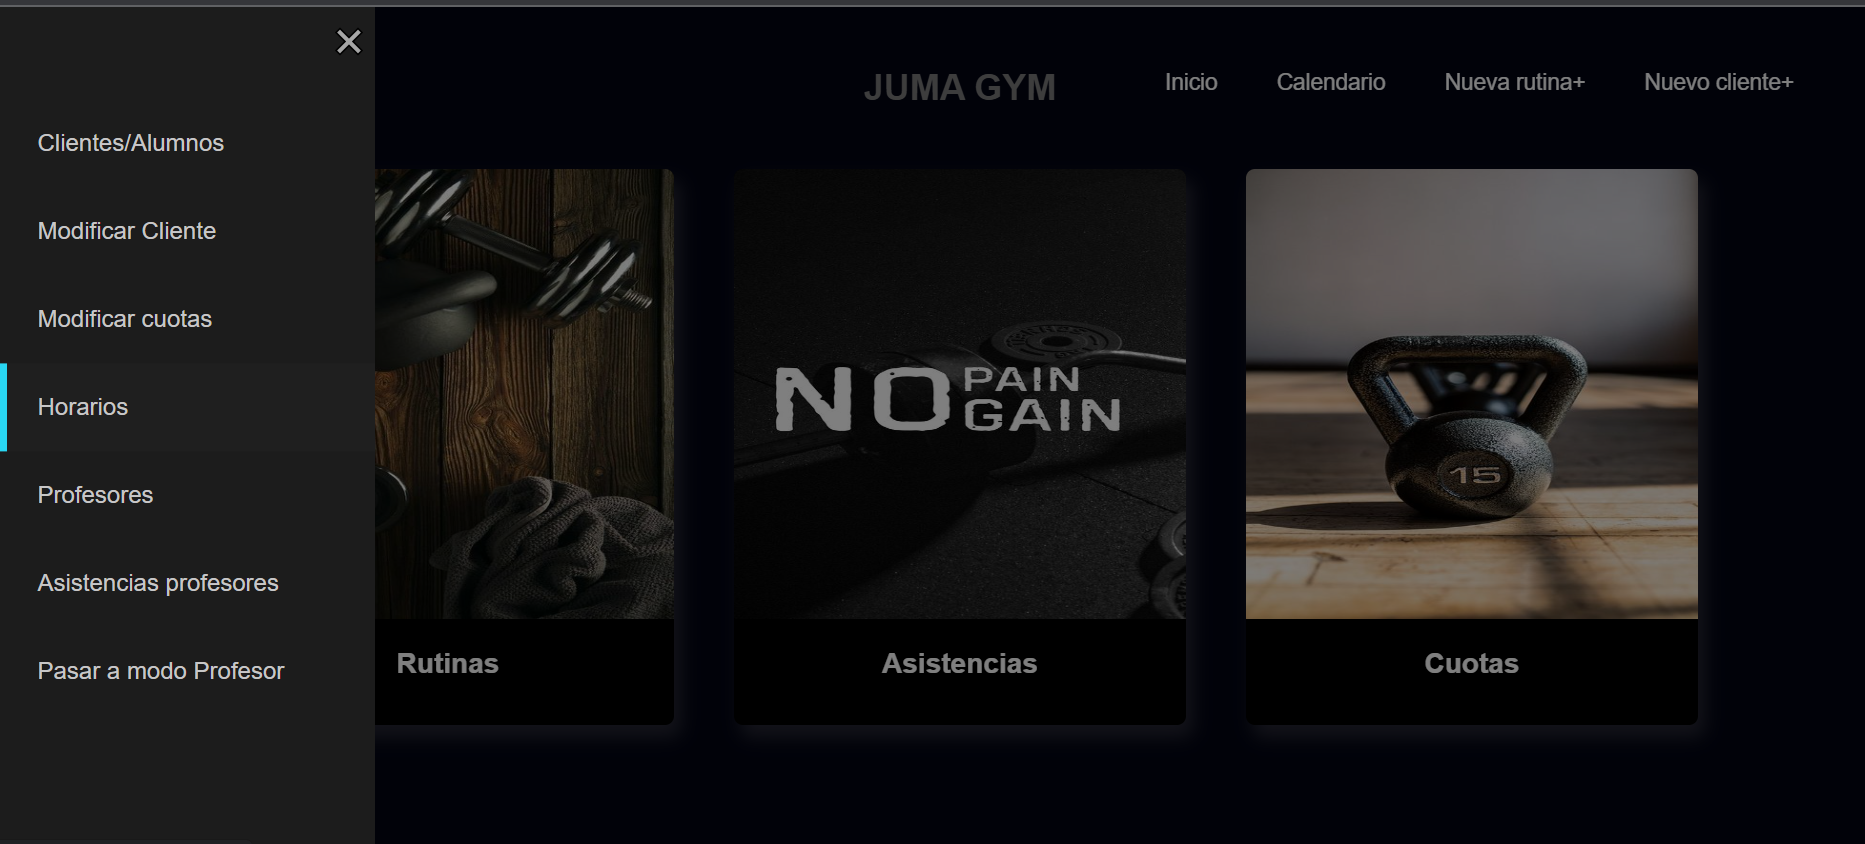 JUMA GYM
Inicio
Calendario
Nueva rutina+
Nuevo cliente+
Clientes/Alumnos
Modificar Cliente
Modificar cuotas
Horarios
Profesores
Asistencias profesores
Pasar a modo Profesor
NO PAIN
GAIN
15
Rutinas
Asistencias
Cuotas